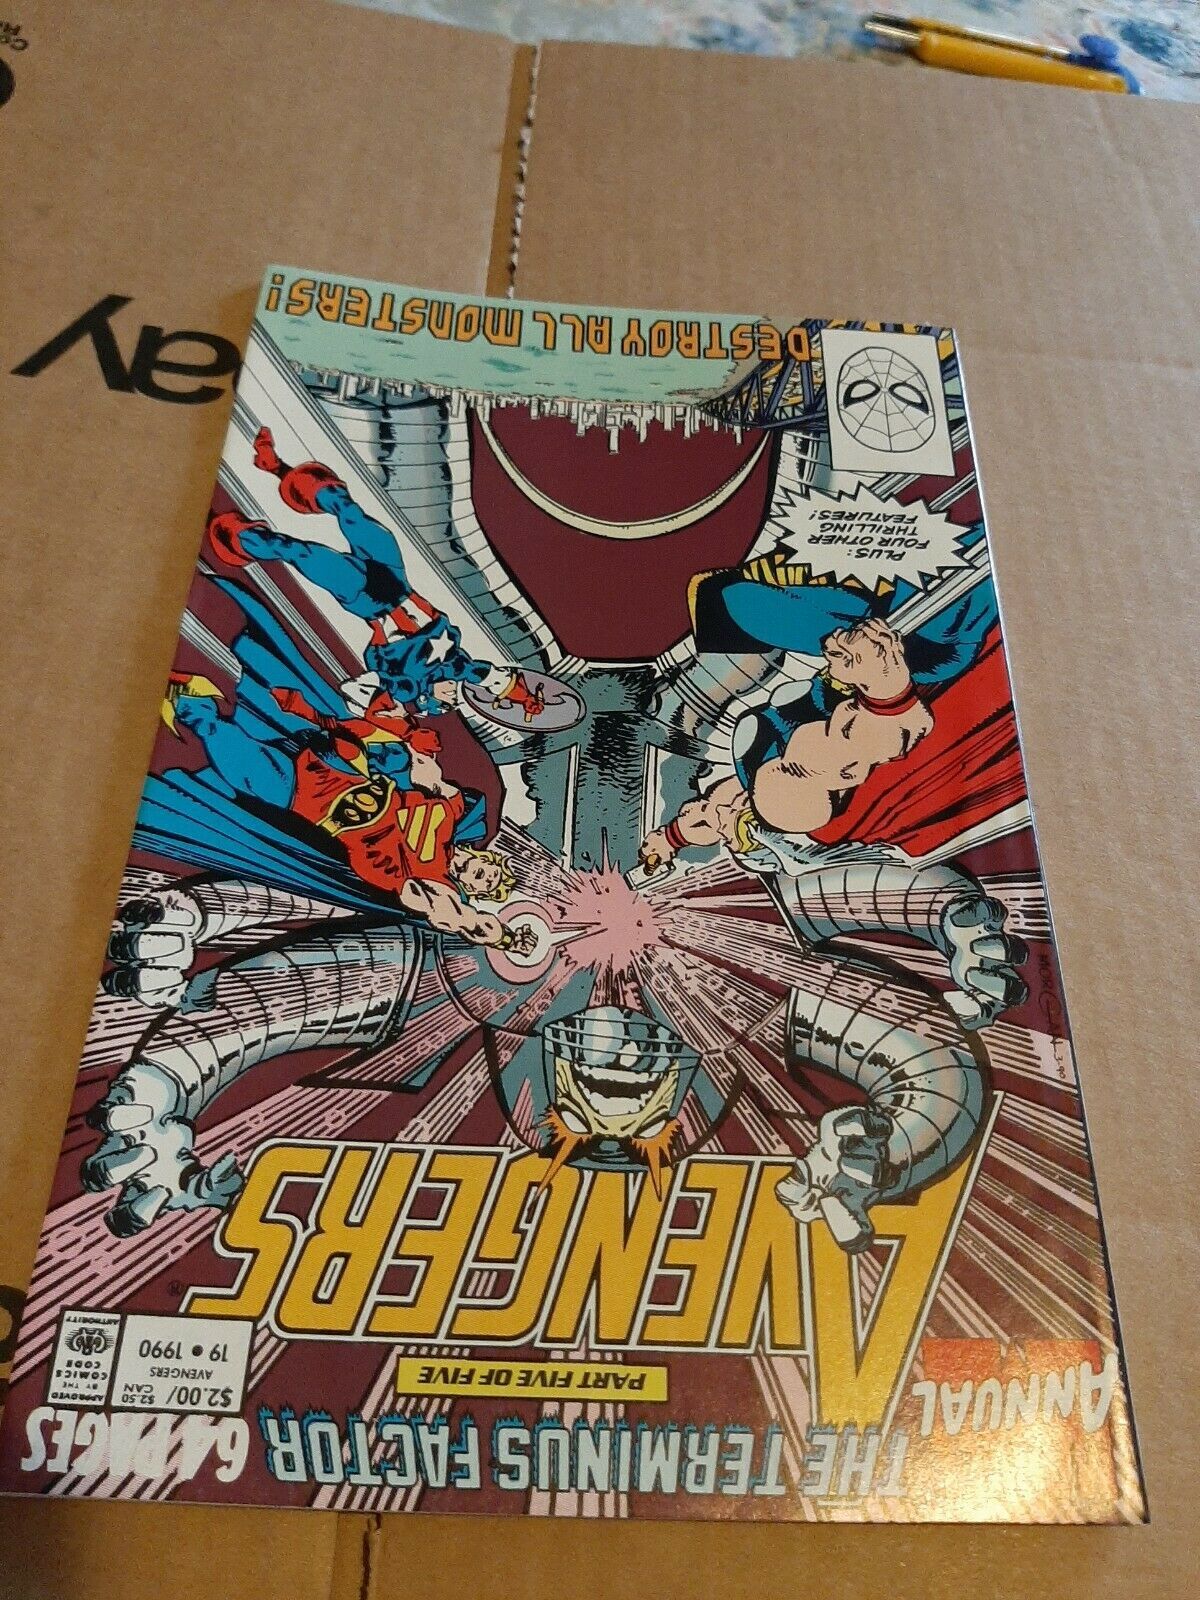 THE TERMINUS FACTOR
64 PAGES
ANNUAL
PART FIVE OF FIVE
$2.00/
$2.50
CAN
AVENGERS
19 • 1990
APPROVED
BY THE
COMICS
CODE
AUTHORITY
AVENGERS
PLUS:
FOUR OTHER
THRILLING
FEATURES!
DESTROY ALL MONSTERS!
ay